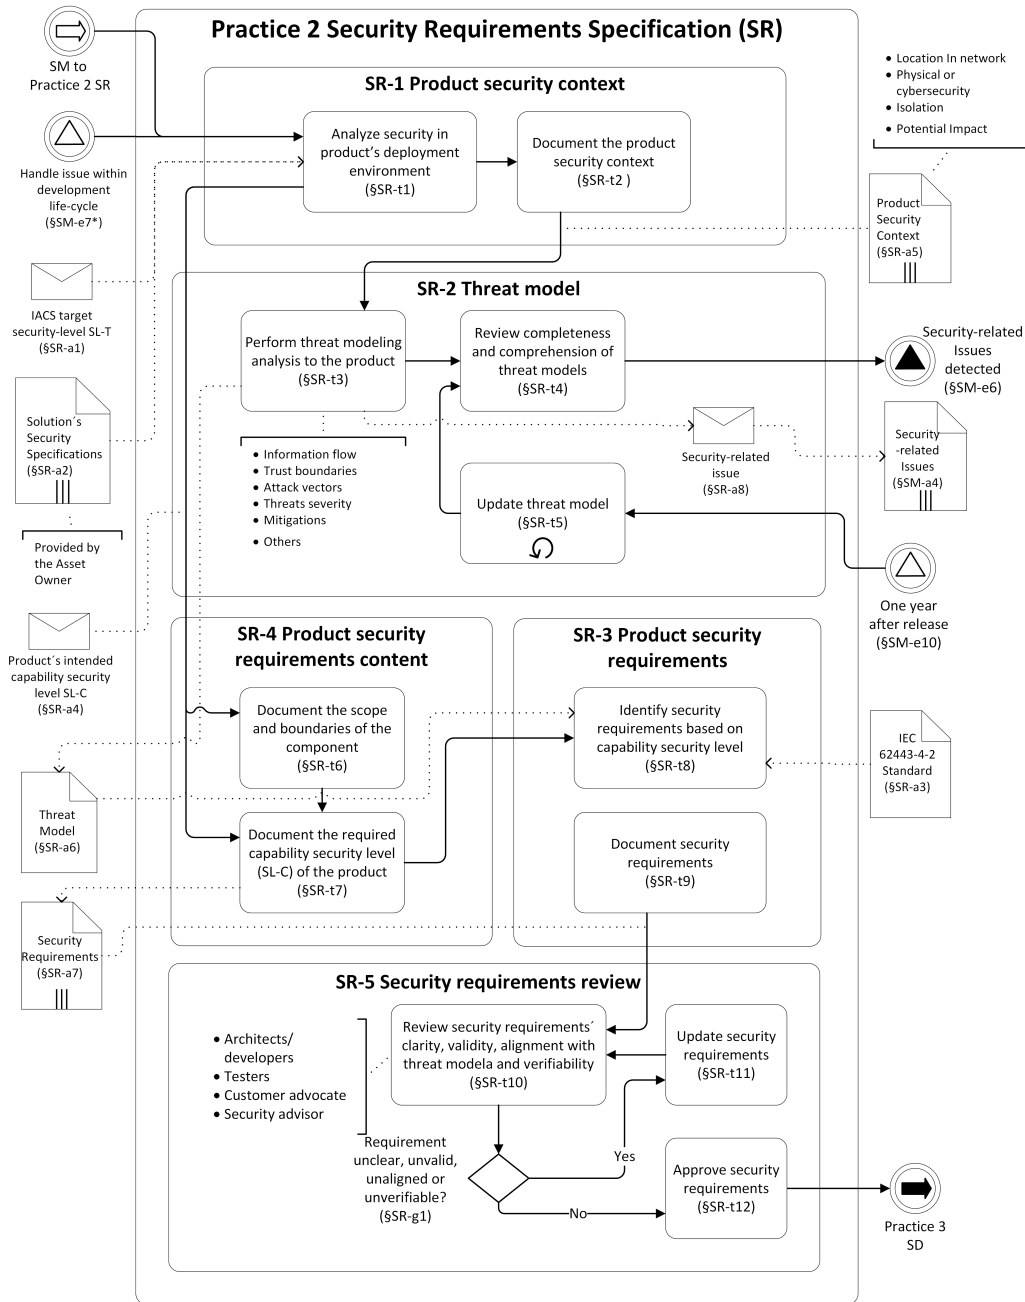 Practice 2 Security Requirements Specification (SR)
SM to
Practice 2 SR
Handle issue within
development
life-cycle
(§SM-e7*)
IACS target
security-level SL-T
(§SR-a1)
Solution´s
Security
Specifications
(§SR-a2)
Provided by
the Asset
Owner
Product´s intended
capability security
level SL-C
(§SR-a4)
Threat
Model
(§SR-a6)
Security
Requirements
(§SR-a7)
SR-1 Product security context
Analyze security in
product’s deployment
environment
(§SR-t1)
Document the product
security context
(§SR-t2 )
• Location In network
• Physical or
cybersecurity
• Isolation
• Potential Impact
Product
Security
Context
(§SR-a5)
SR-2 Threat model
Perform threat modeling
analysis to the product
(§SR-t3)
Review completeness
and comprehension of
threat models
(§SR-t4)
• Information flow
• Trust boundaries
• Attack vectors
• Threats severity
• Mitigations
• Others
Update threat model
(§SR-t5)
Security-related
issue
(§SR-a8)
Security-related
Issues
detected
(§SM-e6)
Security
-related
Issues
(§SM-a4)
One year
after release
(§SM-e10)
SR-4 Product security
requirements content
Document the scope
and boundaries of the
component
(§SR-t6)
Document the required
capability security level
(SL-C) of the product
(§SR-t7)
SR-3 Product security
requirements
Identify security
requirements based on
capability security level
(§SR-t8)
Document security
requirements
(§SR-t9)
IEC
62443-4-2
Standard
(§SR-a3)
SR-5 Security requirements review
• Architects/
developers
• Testers
• Customer advocate
• Security advisor
Review security requirements´
clarity, validity, alignment with
threat modela and verifiability
(§SR-t10)
Update security
requirements
(§SR-t11)
Requirement
unclear, unvalid,
unaligned or
unverifiable?
(§SR-g1)
Yes
No
Approve security
requirements
(§SR-t12)
Practice 3
SD